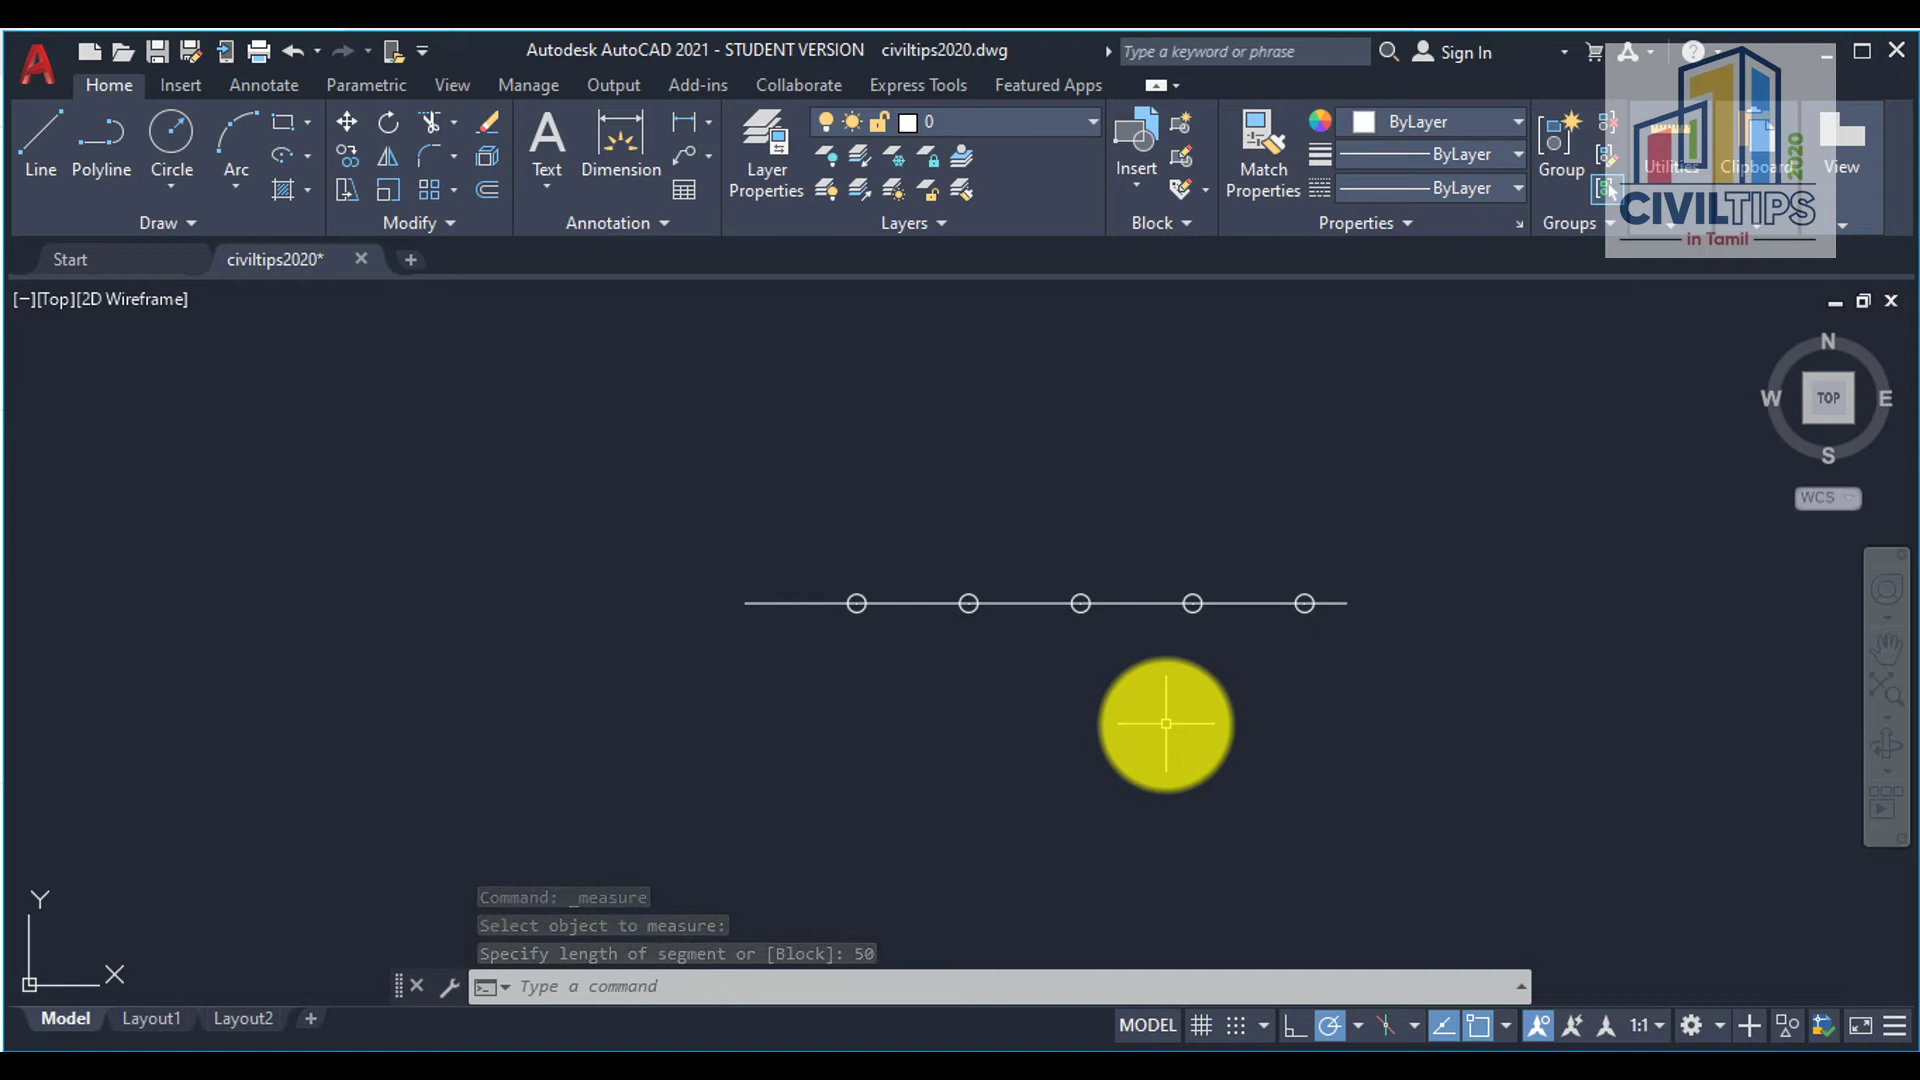 Autodesk AutoCAD 2021 - STUDENT VERSION civiltips2020.dwg
Type a keyword or phrase
Sign In
Home Insert Annotate Parametric View Manage Output Add-ins Collaborate Express Tools Featured Apps
Line Polyline Circle Arc
Text Dimension
Layer Properties
0
Insert
Match Properties
ByLayer
ByLayer
ByLayer
Group
Utilities Clipboard View
Draw Modify Annotation Layers Block Properties Groups
2020
CIVILTIPS
in Tamil
Start civiltips2020* 
[−][Top][2D Wireframe]
N
W TOP E
S
WCS
Y
X
Command: _measure
Select object to measure:
Specify length of segment or [Block]: 50
Type a command
Model Layout1 Layout2 +
MODEL 1:1